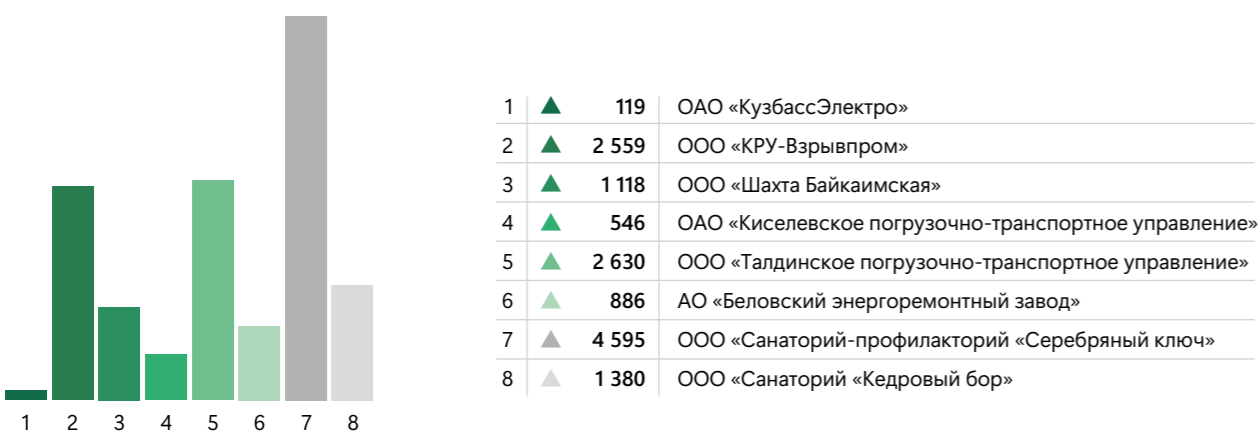 1 2 3 4 5 6 7 8
1 119 ОАО «КузбассЭлектро»
2 2 559 ООО «КРУ-Взрывпром»
3 1 118 ООО «Шахта Байкаимская»
4 546 ОАО «Киселевское погрузочно-транспортное управление»
5 2 630 ООО «Талдинское погрузочно-транспортное управление»
6 886 АО «Беловский энергоремонтный завод»
7 4 595 ООО «Санаторий-профилакторий «Серебряный ключ»
8 1 380 ООО «Санаторий «Кедровый бор»